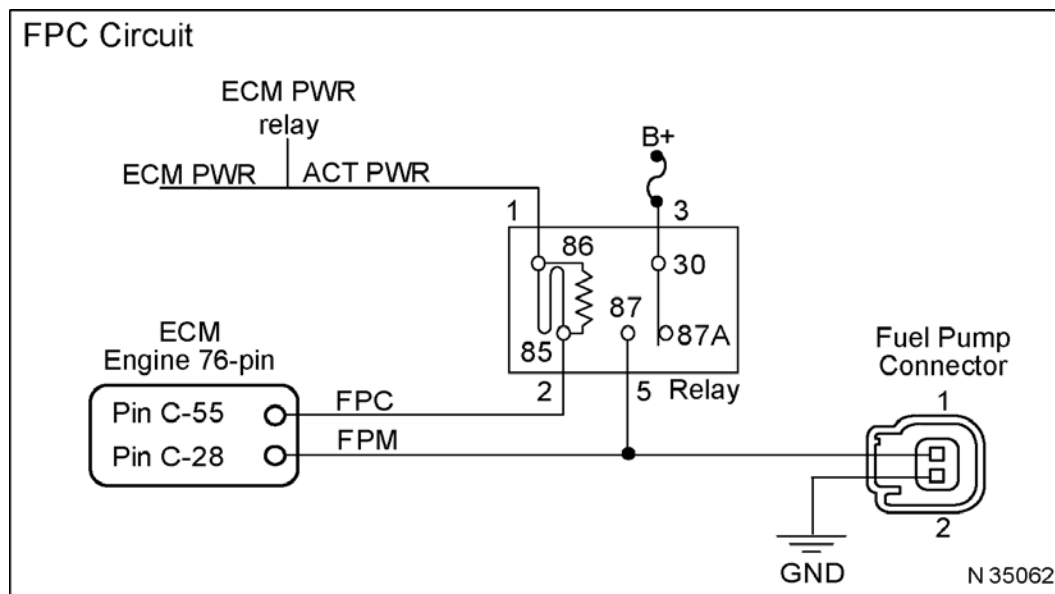 FPC Circuit
ECM PWR
relay
B+
ECM PWR
ACT PWR
1
3
86
30
87
87A
85
2
5
Relay
ECM
Engine 76-pin
Pin C-55
FPC
Pin C-28
FPM
Fuel Pump
Connector
1
2
GND
N 35062